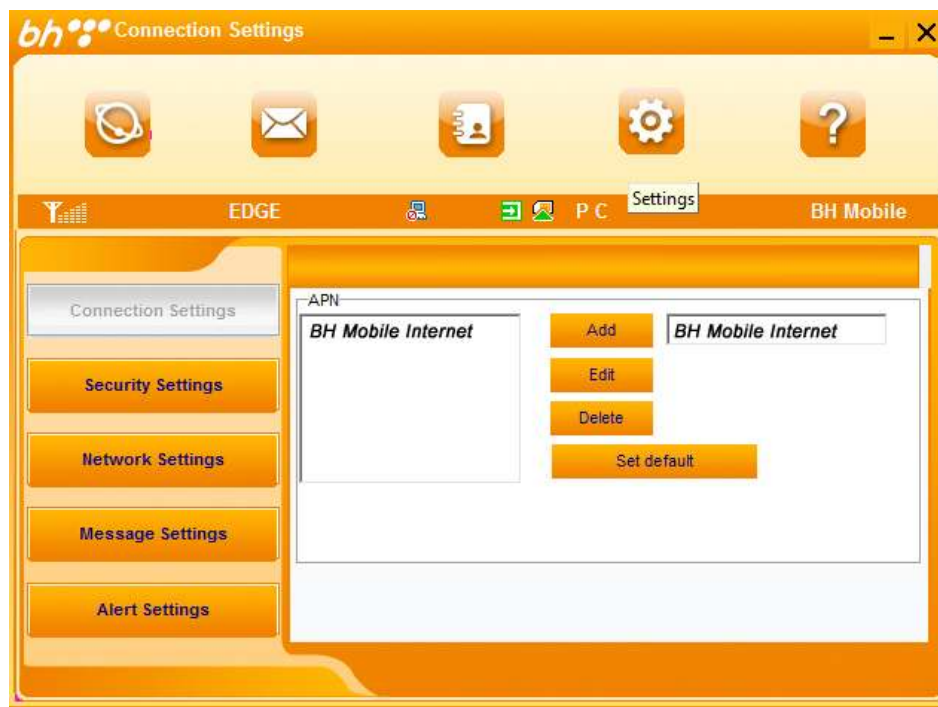 bh Connection Settings
Settings
EDGE
P C
BH Mobile
Connection Settings
Security Settings
Network Settings
Message Settings
Alert Settings
APN
BH Mobile Internet
Add
BH Mobile Internet
Edit
Delete
Set default